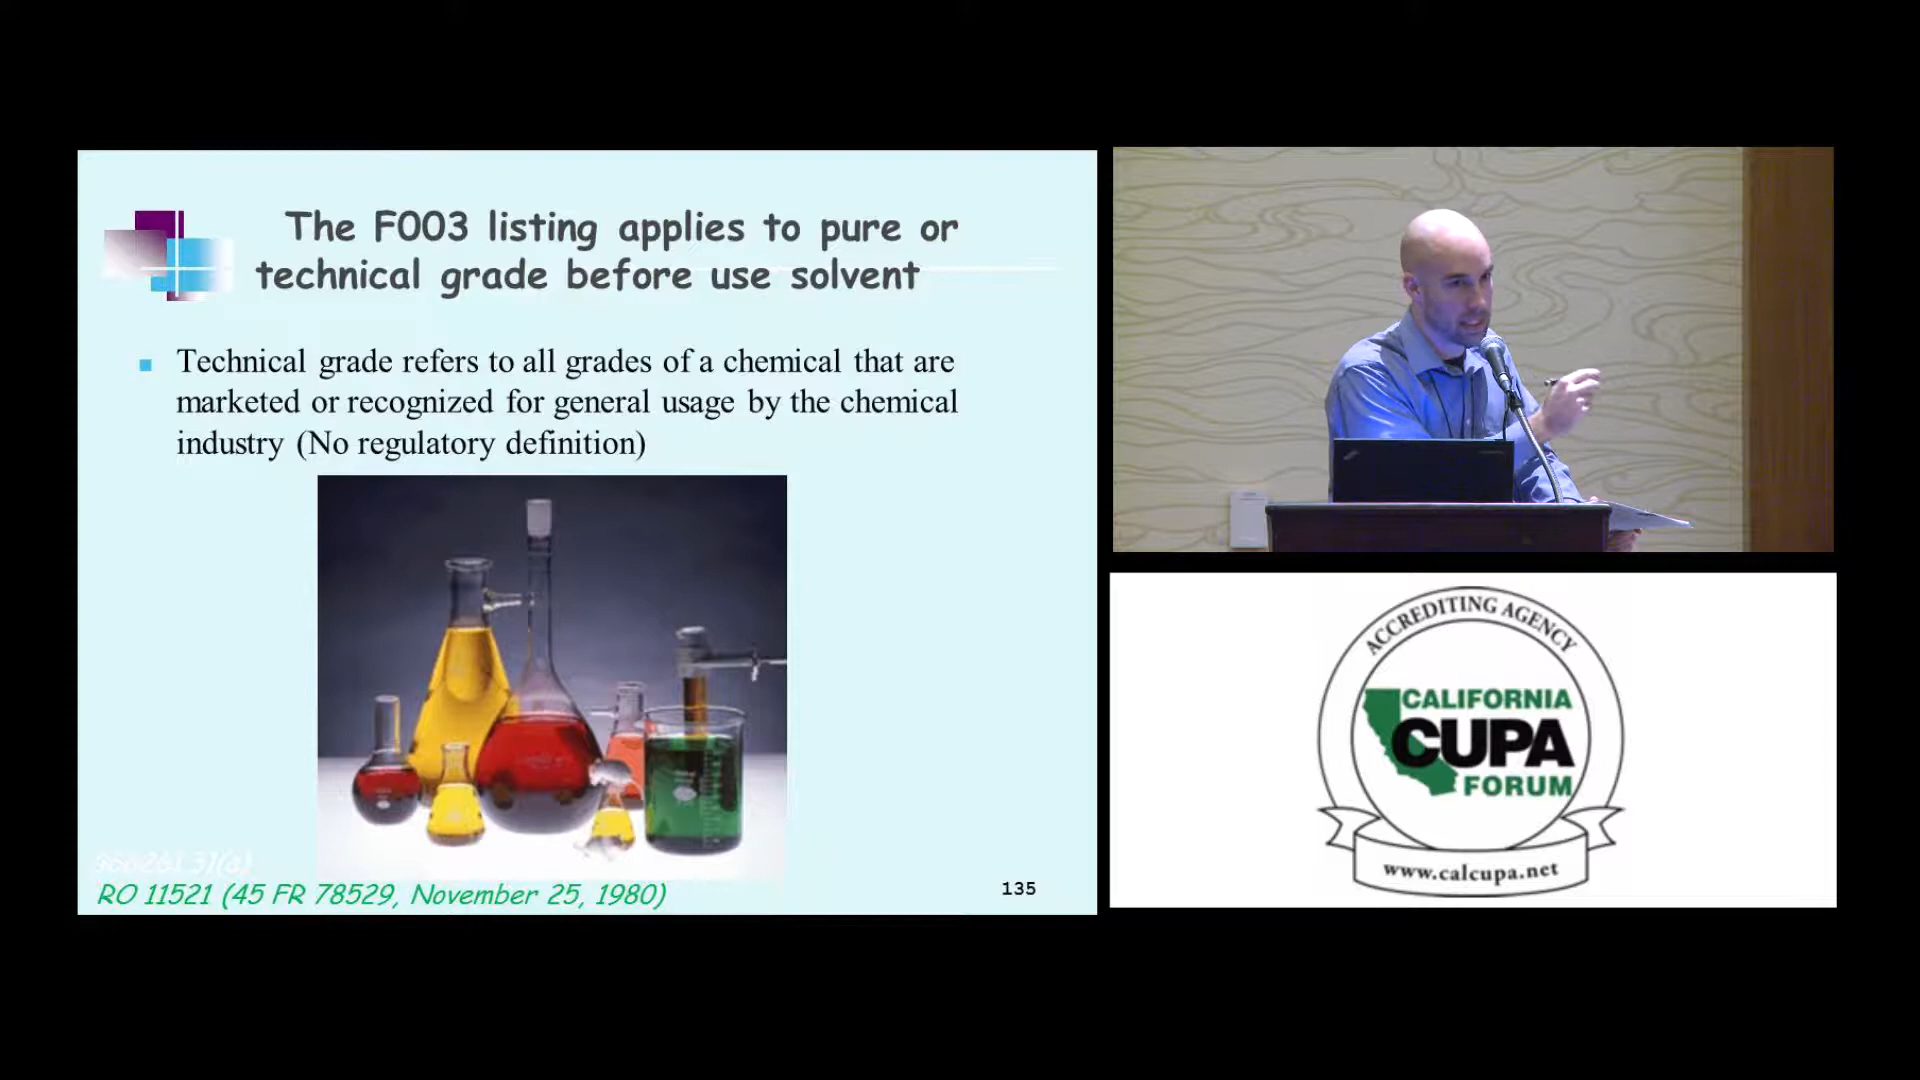 The F003 listing applies to pure or
technical grade before use solvent
Technical grade refers to all grades of a chemical that are
marketed or recognized for general usage by the chemical
industry (No regulatory definition)
RO 11521 (45 FR 78529, November 25, 1980)
135
ACCREDITING AGENCY
CALIFORNIA
CUPA
FORUM
www.calcupa.net